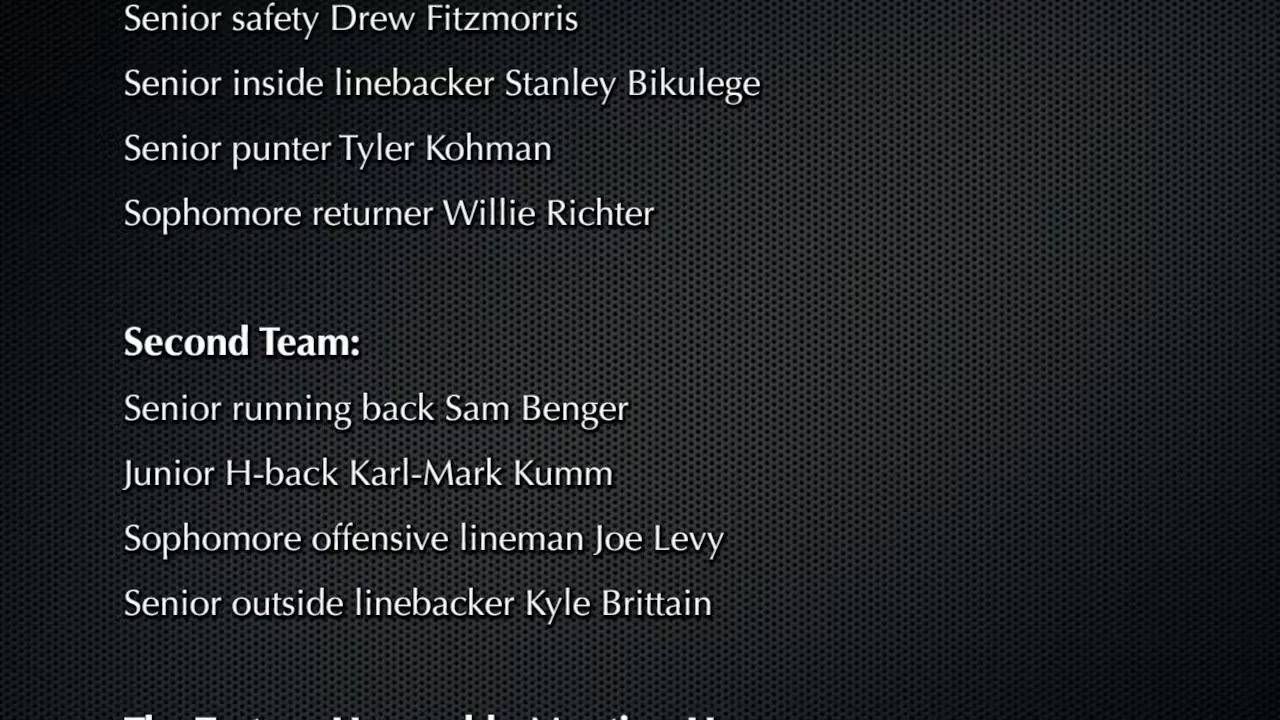 Senior safety Drew Fitzmorris
Senior inside linebacker Stanley Bikulege
Senior punter Tyler Kohman
Sophomore returner Willie Richter
Second Team:
Senior running back Sam Benger
Junior H-back Karl-Mark Kumm
Sophomore offensive lineman Joe Levy
Senior outside linebacker Kyle Brittain